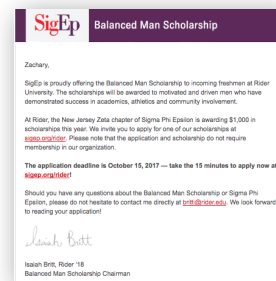 SigEp Balanced Man Scholarship
Zachary,
SigEp is proudly offering the Balanced Man Scholarship to incoming freshmen at Rider
University. The scholarships will be rewarded to motivated and driven men who have
demonstrated success in academics, athletics and community involvement.
At Rider, the New Jersey Zeta chapter of Sigma Phi Epsilon is awarding $1,000 in
scholarships this year. We invite you to apply for one of our scholarships at
sigep.org/rider. Please note that the application and scholarship do not require
membership in our organization.
The application deadline is October 15, 2017 — take the 15 minutes to apply now at
sigep.org/rider!
Should you have any questions about the Balanced Man Scholarship or Sigma Phi
Epsilon, please do not hesitate to contact me directly at britti@rider.edu. We look forward
to reading your application!
Isaiah Britt
Isaiah Britt, Rider '18
Balanced Man Scholarship Chairman